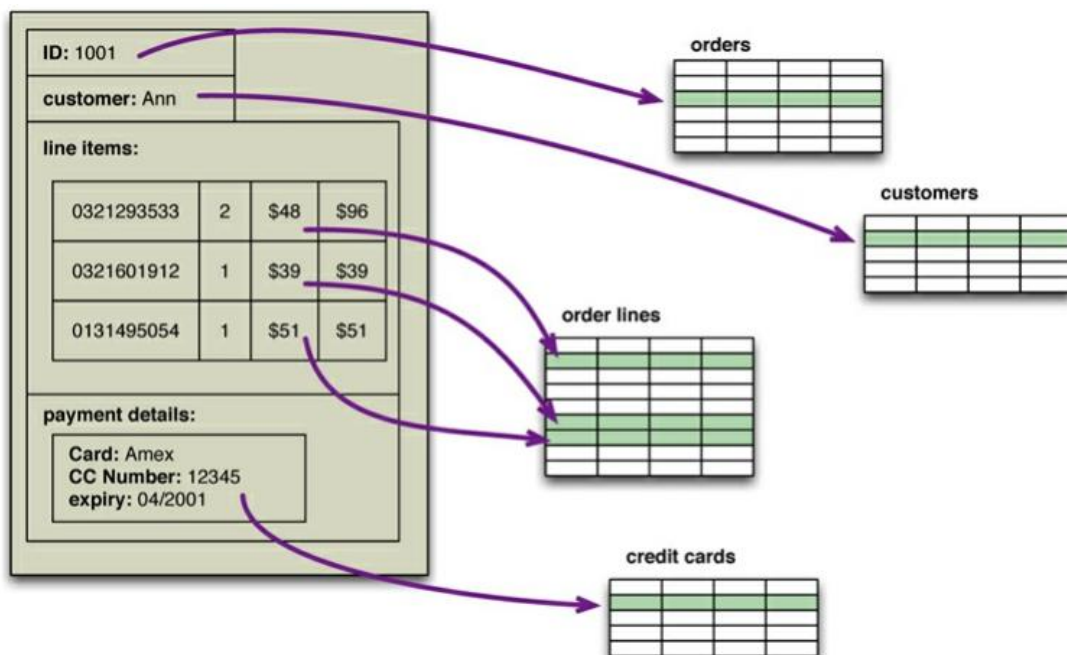 ID: 1001
customer: Ann
line items:
0321293533 2 $48 $96
0321601912 1 $39 $39
0131495054 1 $51 $51
payment details:
Card: Amex
CC Number: 12345
expiry: 04/2001
orders
customers
order lines
credit cards